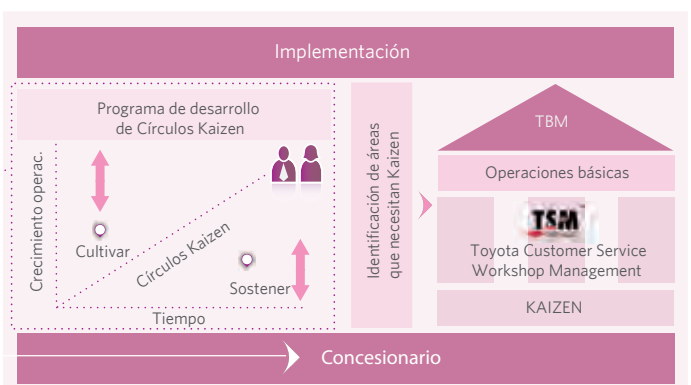 Implementación
Programa de desarrollo
de Círculos Kaizen
Crecimiento operac.
Cultivar
Círculos Kaizen
Sostener
Tiempo
Identificación de áreas
que necesitan Kaizen
TBM
Operaciones básicas
TSM
Toyota Customer Service
Workshop Management
KAIZEN
Concesionario